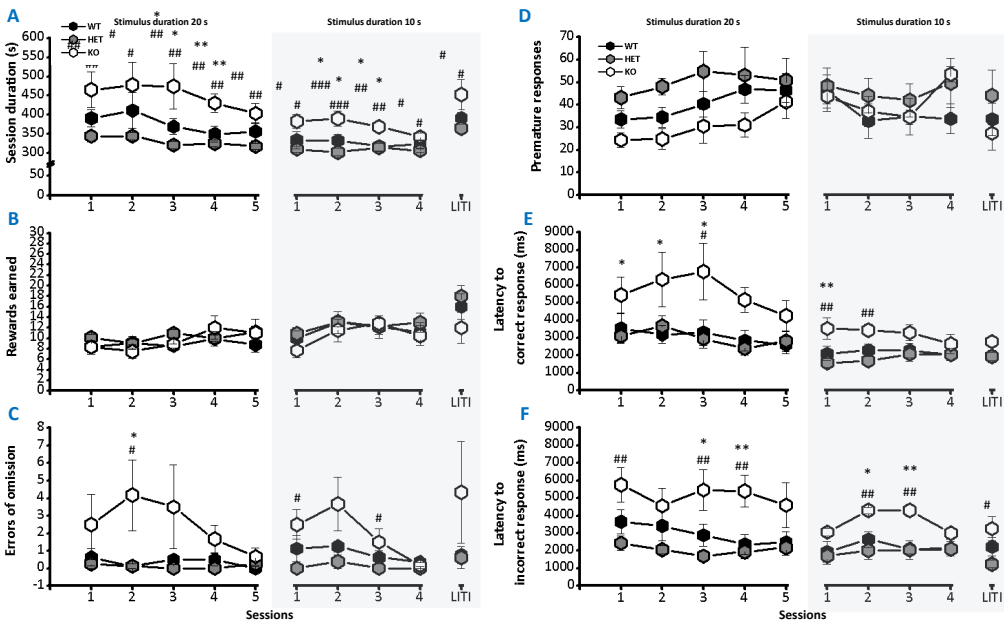 A
Stimulus duration 20 s
Stimulus duration 10 s
Session duration (s)
600
550
500
450
400
350
300
50
0
WT
HET
KO
* * ** **
## # ## # ## ## ## ## # ## ##
* * * *
# ### ## # # # ### ## # # #
1 2 3 4 5
1 2 3 4 LITI
B
Rewards earned
30
28
26
24
22
20
18
16
14
12
10
8
6
4
2
0
1 2 3 4 5
1 2 3 4 LITI
C
Errors of omission
8
7
6
5
4
3
2
1
0
-1
*
#
# # 
1 2 3 4 5
1 2 3 4 LITI
Sessions
D
Stimulus duration 20 s
Stimulus duration 10 s
Premature responses
70
60
50
40
30
20
10
0
WT
HET
KO
1 2 3 4 5
1 2 3 4 LITI
E
Latency to
correct response (ms)
9000
8000
7000
6000
5000
4000
3000
2000
1000
0
* * *
#
**
## ##
1 2 3 4 5
1 2 3 4 LITI
F
Latency to
incorrect response (ms)
9000
8000
7000
6000
5000
4000
3000
2000
1000
0
* **
## ## ##
* **
## ## #
1 2 3 4 5
1 2 3 4 LITI
Sessions